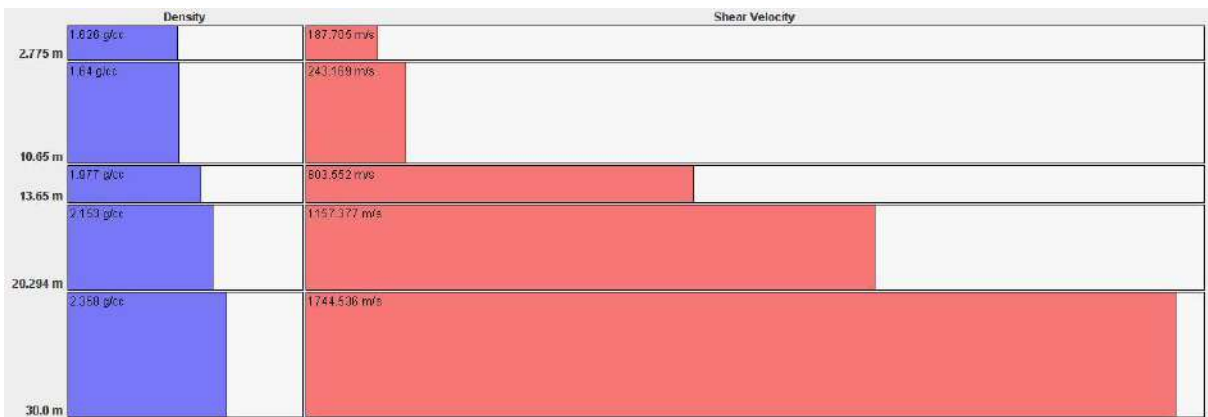 Density Shear Velocity
1.626 g/cc 187.705 m/s
2.775 m
1.64 g/cc 243.169 m/s
10.65 m
1.977 g/cc 803.552 m/s
13.65 m
2.153 g/cc 1157.377 m/s
20.294 m
2.358 g/cc 1744.536 m/s
30.0 m